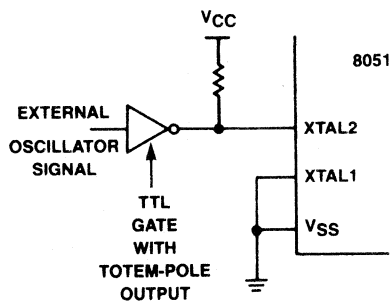 VCC
8051
EXTERNAL
OSCILLATOR
SIGNAL
XTAL2
XTAL1
VSS
TTL
GATE
WITH
TOTEM-POLE
OUTPUT